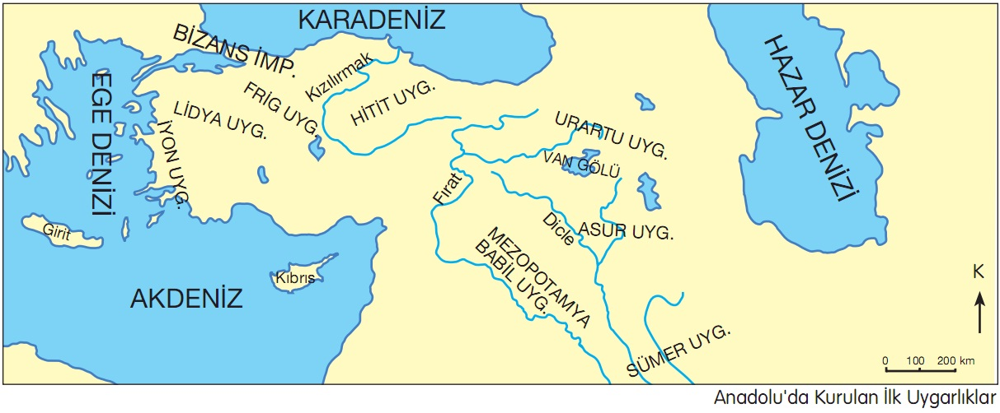 KARADENİZ
BİZANS İMP.
HAZAR DENİZİ
EGE DENİZİ
Kızılırmak
FRİG UYG.
HİTİT UYG.
LİDYA UYG.
İYON UYG.
URARTU UYG.
VAN GÖLÜ
Fırat
Dicle
ASUR UYG.
Girit
MEZOPOTAMYA
BABİL UYG.
Kıbrıs
AKDENİZ
K
SÜMER UYG.
0 100 200 km
Anadolu'da Kurulan İlk Uygarlıklar